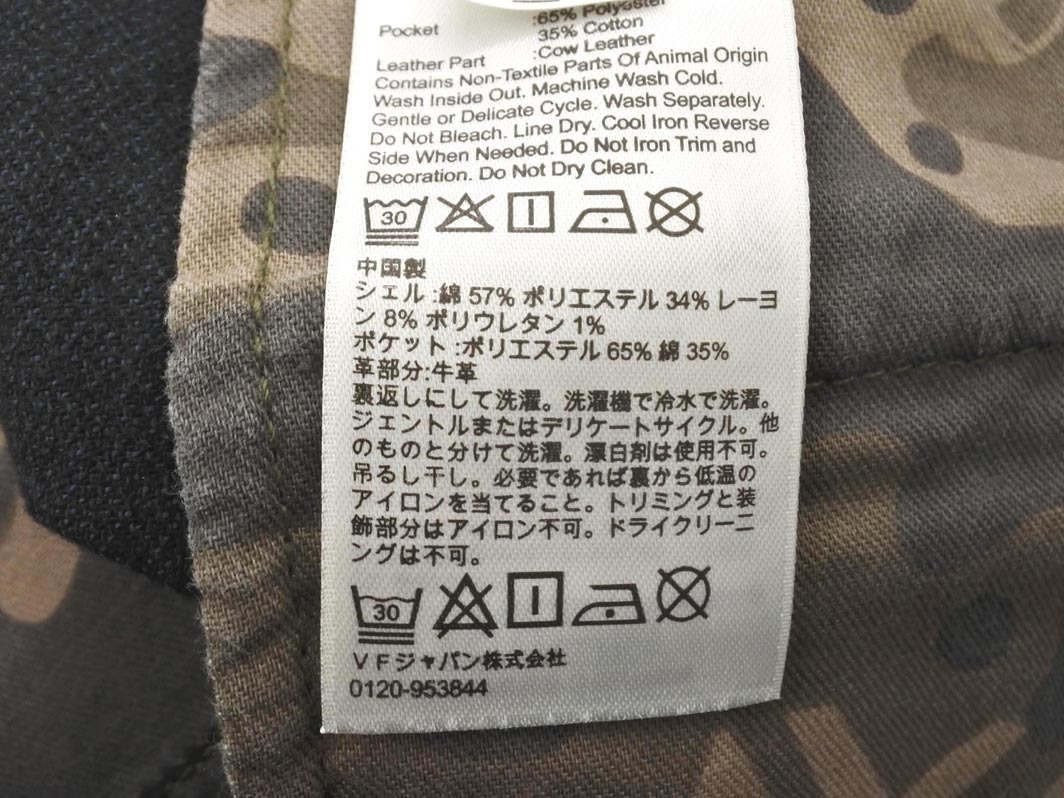 Pocket :65% Polyester
35% Cotton
Leather Part :Cow Leather
Contains Non-Textile Parts Of Animal Origin
Wash Inside Out. Machine Wash Cold.
Gentle or Delicate Cycle. Wash Separately.
Do Not Bleach. Line Dry. Cool Iron Reverse
Side When Needed. Do Not Iron Trim and
Decoration. Do Not Dry Clean.
30
中国製
シェル :綿 57% ポリエステル 34% レーヨ
ン 8% ポリウレタン 1%
ポケット :ポリエステル 65% 綿 35%
革部分:牛革
裏返しにして洗濯。洗濯機で冷水で洗濯。
ジェントルまたはデリケートサイクル。他
のものと分けて洗濯。漂白剤は使用不可。
吊るし干し。必要であれば裏から低温の
アイロンを当てること。トリミングと装
飾部分はアイロン不可。ドライクリーニ
ングは不可。
30
VFジャパン株式会社
0120-953844